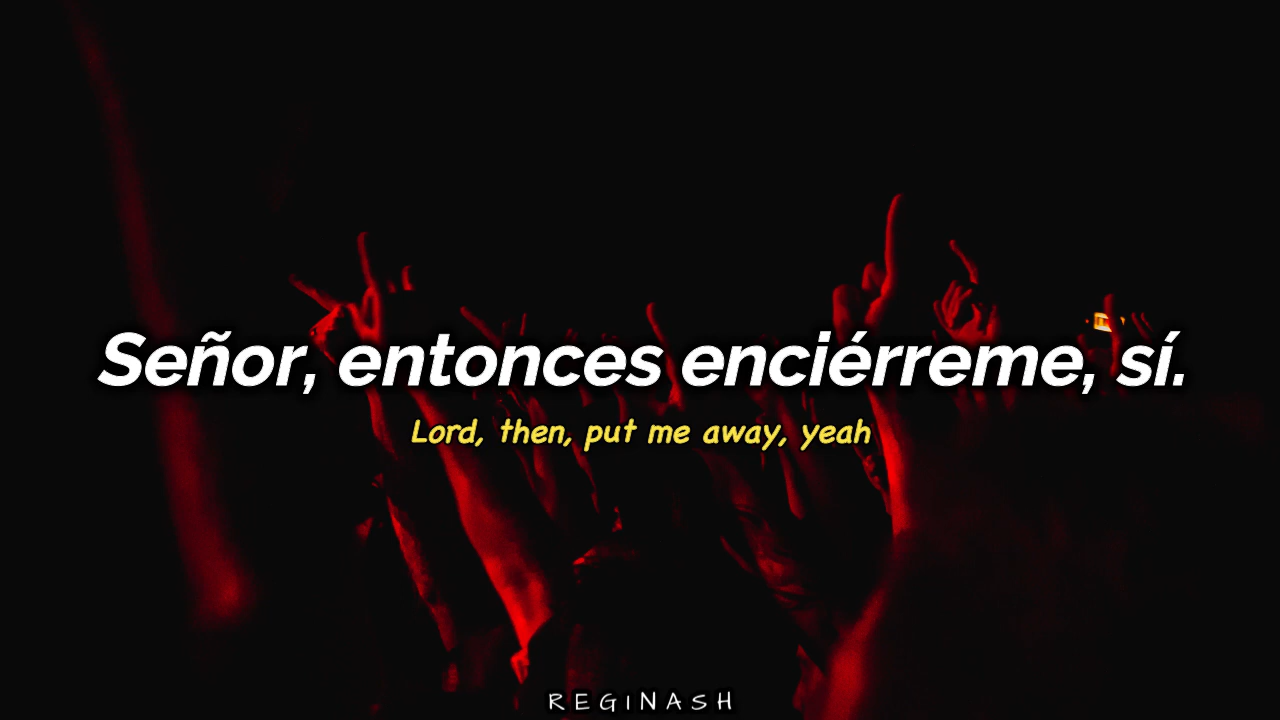 Señor, entonces enciérreme, sí.
Lord, then, put me away, yeah
REGINASH